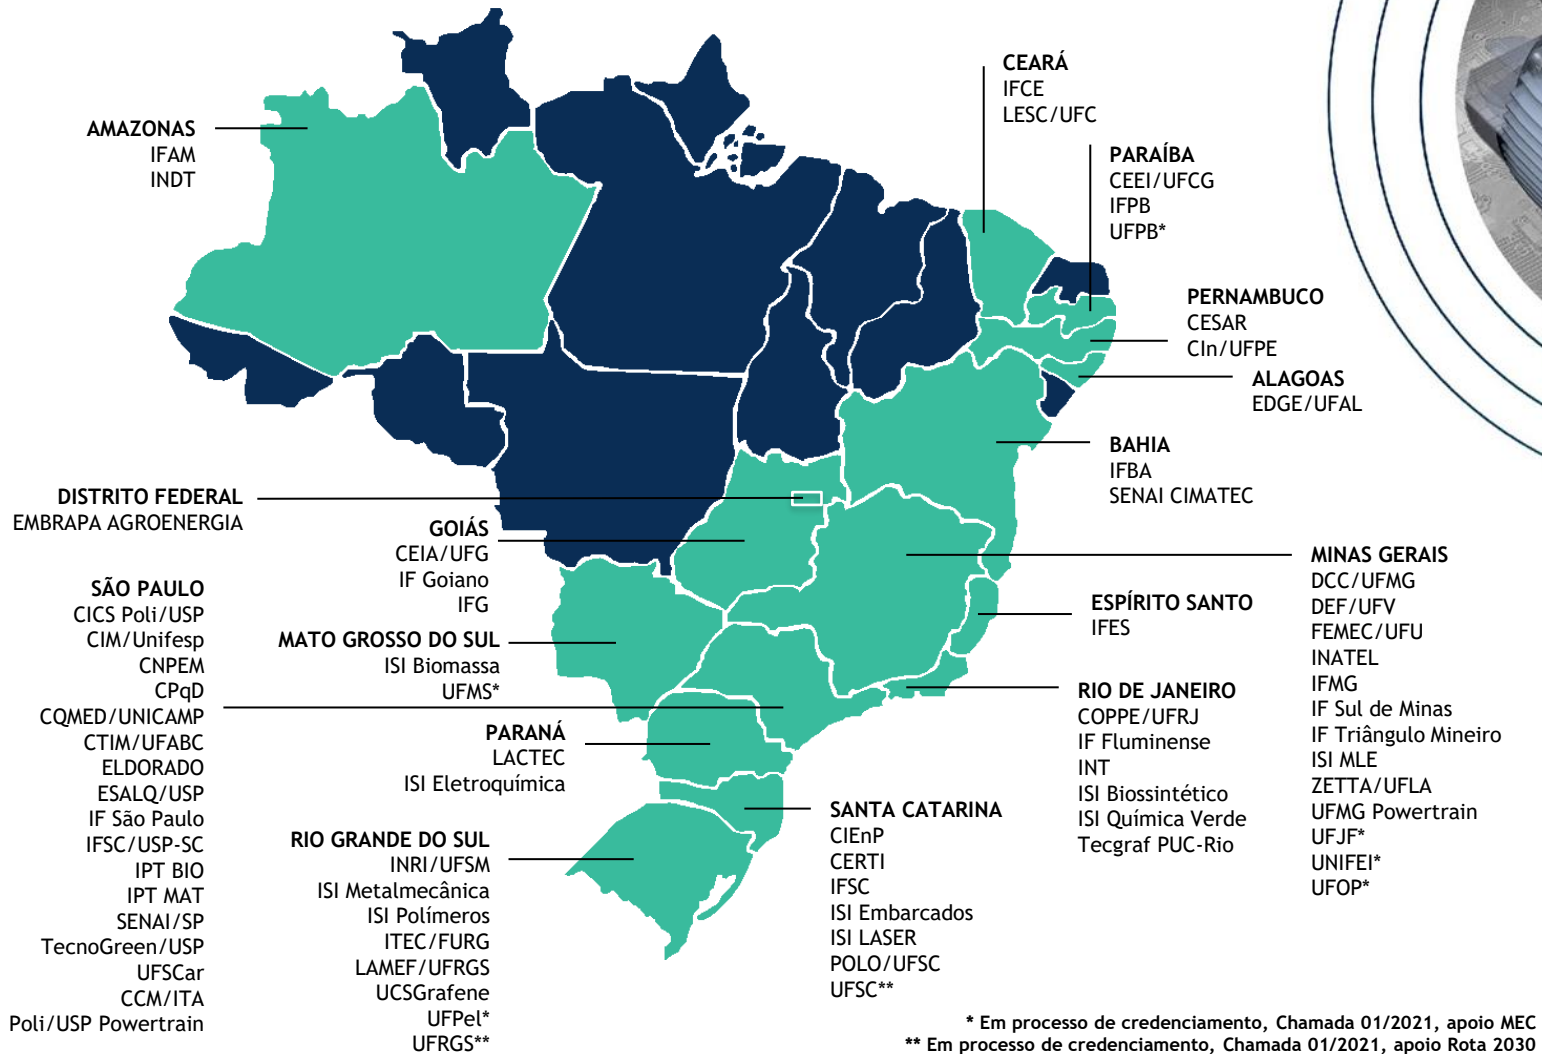 AMAZONAS
IFAM
INDT
CEARÁ
IFCE
LESC/UFC
PARAÍBA
CEEI/UFCG
IFPB
UFPB*
PERNAMBUCO
CESAR
CIn/UFPE
ALAGOAS
EDGE/UFAL
BAHIA
IFBA
SENAI CIMATEC
DISTRITO FEDERAL
EMBRAPA AGROENERGIA
GOIÁS
CEIA/UFG
IF Goiano
IFG
MINAS GERAIS
DCC/UFMG
DEF/UFV
FEMEC/UFU
INATEL
IFMG
IF Sul de Minas
IF Triângulo Mineiro
ISI MLE
ZETTA/UFLA
UFMG Powertrain
UFJF*
UNIFEI*
UFOP*
SÃO PAULO
CICS Poli/USP
CIM/Unifesp
CNPEM
CPqD
CQMED/UNICAMP
CTIM/UFABC
ELDORADO
ESALQ/USP
IF São Paulo
IFSC/USP-SC
IPT BIO
IPT MAT
SENAI/SP
TecnoGreen/USP
UFSCar
CCM/ITA
Poli/USP Powertrain
MATO GROSSO DO SUL
ISI Biomassa
UFMS*
ESPÍRITO SANTO
IFES
RIO DE JANEIRO
COPPE/UFRJ
IF Fluminense
INT
ISI Biossintético
ISI Química Verde
Tecgraf PUC-Rio
PARANÁ
LACTEC
ISI Eletroquímica
SANTA CATARINA
CIEnP
CERTI
IFSC
ISI Embarcados
ISI LASER
POLO/UFSC
UFSC**
RIO GRANDE DO SUL
INRI/UFSM
ISI Metalmecânica
ISI Polímeros
ITEC/FURG
LAMEF/UFRGS
UCSGrafene
UFPel*
UFRGS**
* Em processo de credenciamento, Chamada 01/2021, apoio MEC
** Em processo de credenciamento, Chamada 01/2021, apoio Rota 2030